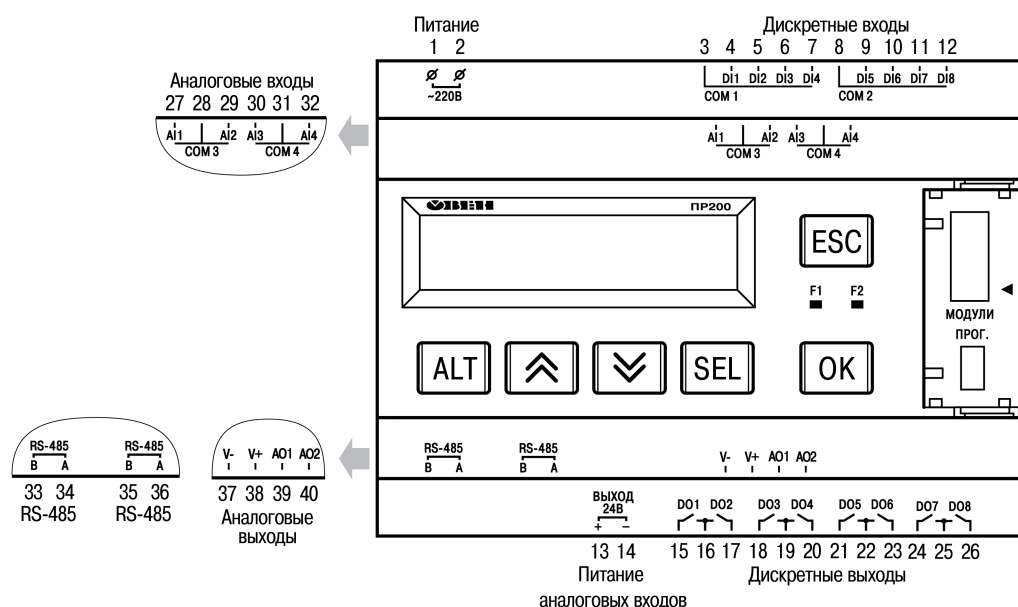 Питание
1 2
Дискретные входы
3 4 5 6 7 8 9 10 11 12
~220В
DI1 DI2 DI3 DI4 DI5 DI6 DI7 DI8
COM 1 COM 2
Аналоговые входы
27 28 29 30 31 32
AI1 AI2 AI3 AI4
COM 3 COM 4
AI1 AI2 AI3 AI4
COM 3 COM 4
ОВЕН ПР200
ESC
F1 F2
МОДУЛИ
ПРОГ.
ALT SEL OK
RS-485 RS-485
B A B A
33 34 35 36
RS-485 RS-485
V- V+ AO1 AO2
37 38 39 40
Аналоговые
выходы
RS-485 RS-485
B A B A
V- V+ AO1 AO2
ВЫХОД
24В
+ −
DO1 DO2 DO3 DO4 DO5 DO6 DO7 DO8
13 14 15 16 17 18 19 20 21 22 23 24 25 26
Питание
аналоговых входов
Дискретные выходы